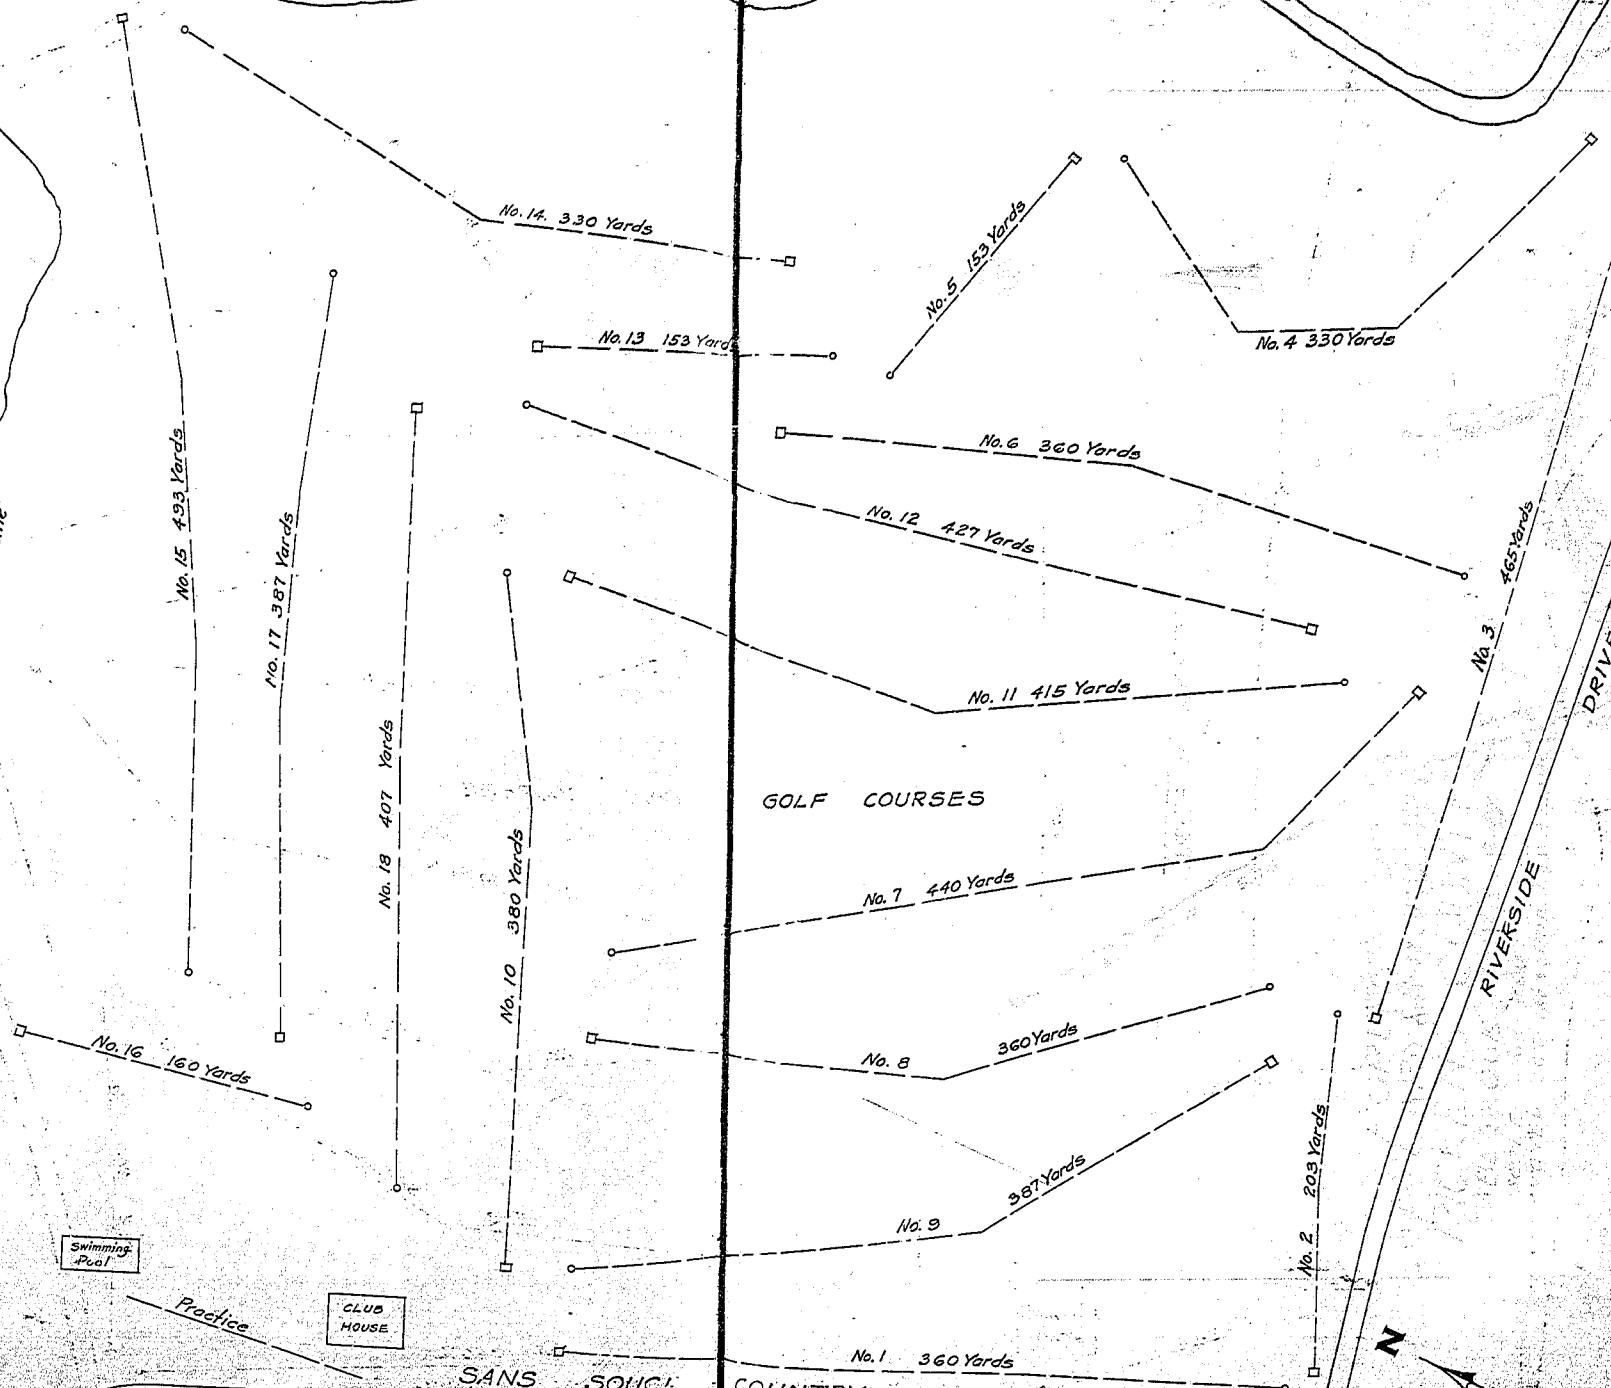 No. 14. 330 Yards
No. 5 153 Yards
No. 13 153 Yards
No. 4 330 Yards
No. 6 360 Yards
No. 15 493 Yards
No. 12 427 Yards
No. 3 465 Yards
No. 17 387 Yards
No. 11 415 Yards
DRIVE
No. 18 407 Yards
GOLF COURSES
No. 10 380 Yards
No. 7 440 Yards
RIVERSIDE
No. 16 160 Yards
No. 8 360 Yards
No. 9 387 Yards
No. 2 203 Yards
Swimming
Pool
Practice
CLUB
HOUSE
N
No. 1 360 Yards
SANS SOUCI COUNTRY